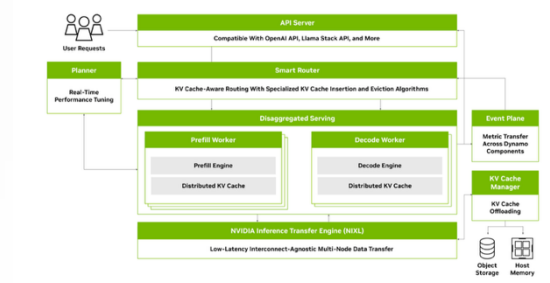 API Server
Compatible With OpenAI API, Llama Stack API, and More
User Requests
Planner
Real-Time
Performance Tuning
Smart Router
KV Cache-Aware Routing With Specialized KV Cache Insertion and Eviction Algorithms
Disaggregated Serving
Prefill Worker
Prefill Engine
Distributed KV Cache
Decode Worker
Decode Engine
Distributed KV Cache
Event Plane
Metric Transfer
Across Dynamo
Components
KV Cache
Manager
KV Cache
Offloading
NVIDIA Inference Transfer Engine (NIXL)
Low-Latency Interconnect-Agnostic Multi-Node Data Transfer
Object
Storage
Host
Memory